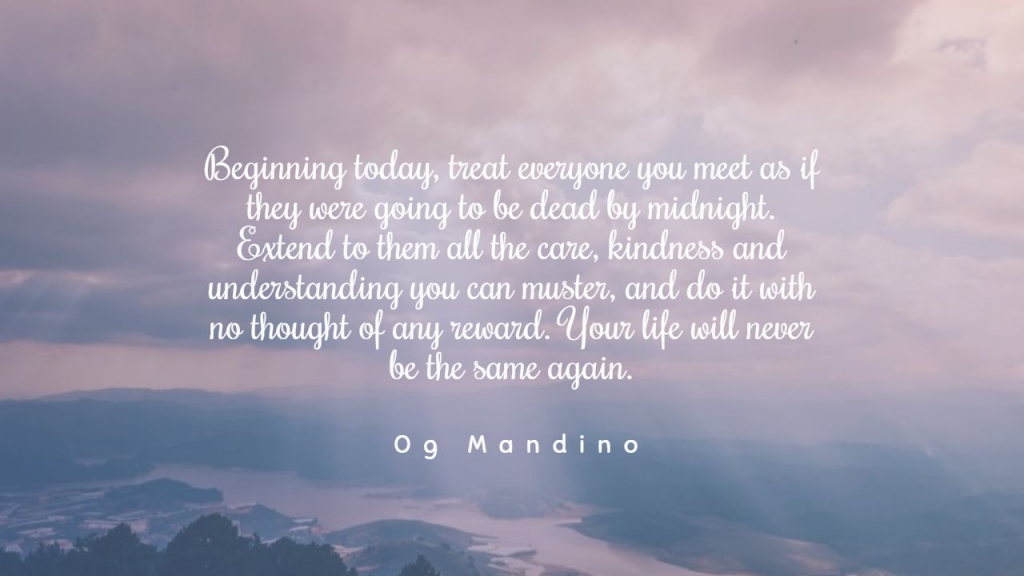 Beginning today, treat everyone you meet as if
they were going to be dead by midnight.
Extend to them all the care, kindness and
understanding you can muster, and do it with
no thought of any reward. Your life will never
be the same again.
Og Mandino